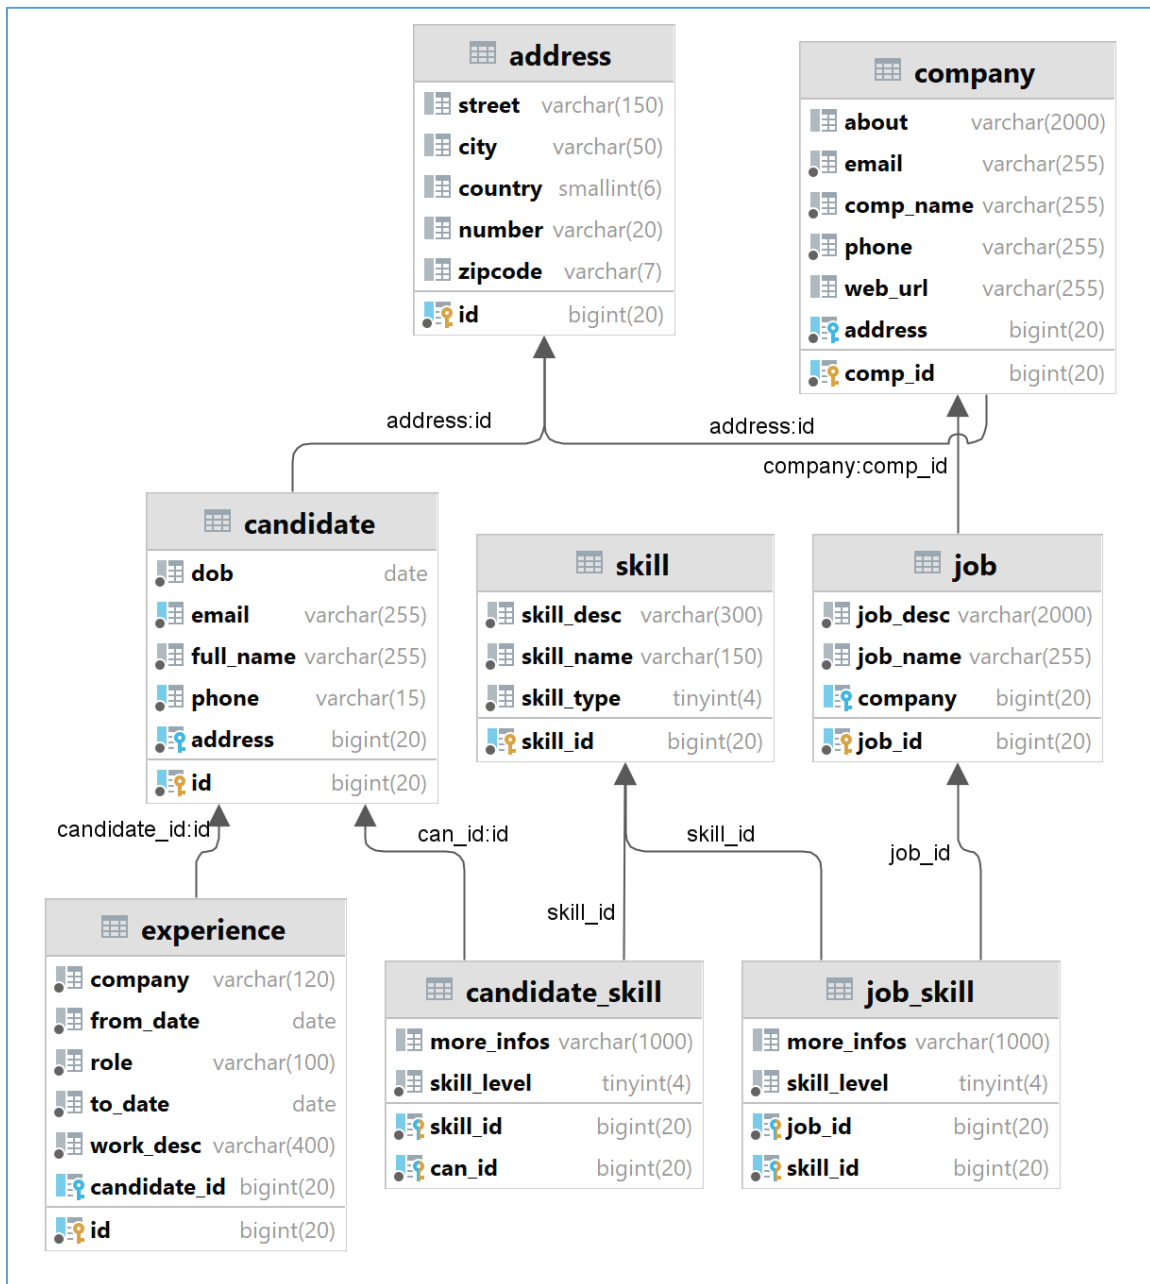 address
street varchar(150)
city varchar(50)
country smallint(6)
number varchar(20)
zipcode varchar(7)
id bigint(20)
company
about varchar(2000)
email varchar(255)
comp_name varchar(255)
phone varchar(255)
web_url varchar(255)
address bigint(20)
comp_id bigint(20)
address:id
address:id
company:comp_id
candidate
dob date
email varchar(255)
full_name varchar(255)
phone varchar(15)
address bigint(20)
id bigint(20)
skill
skill_desc varchar(300)
skill_name varchar(150)
skill_type tinyint(4)
skill_id bigint(20)
job
job_desc varchar(2000)
job_name varchar(255)
company bigint(20)
job_id bigint(20)
candidate_id:id
can_id:id
skill_id
skill_id
job_id
experience
company varchar(120)
from_date date
role varchar(100)
to_date date
work_desc varchar(400)
candidate_id bigint(20)
id bigint(20)
candidate_skill
more_infos varchar(1000)
skill_level tinyint(4)
skill_id bigint(20)
can_id bigint(20)
job_skill
more_infos varchar(1000)
skill_level tinyint(4)
job_id bigint(20)
skill_id bigint(20)